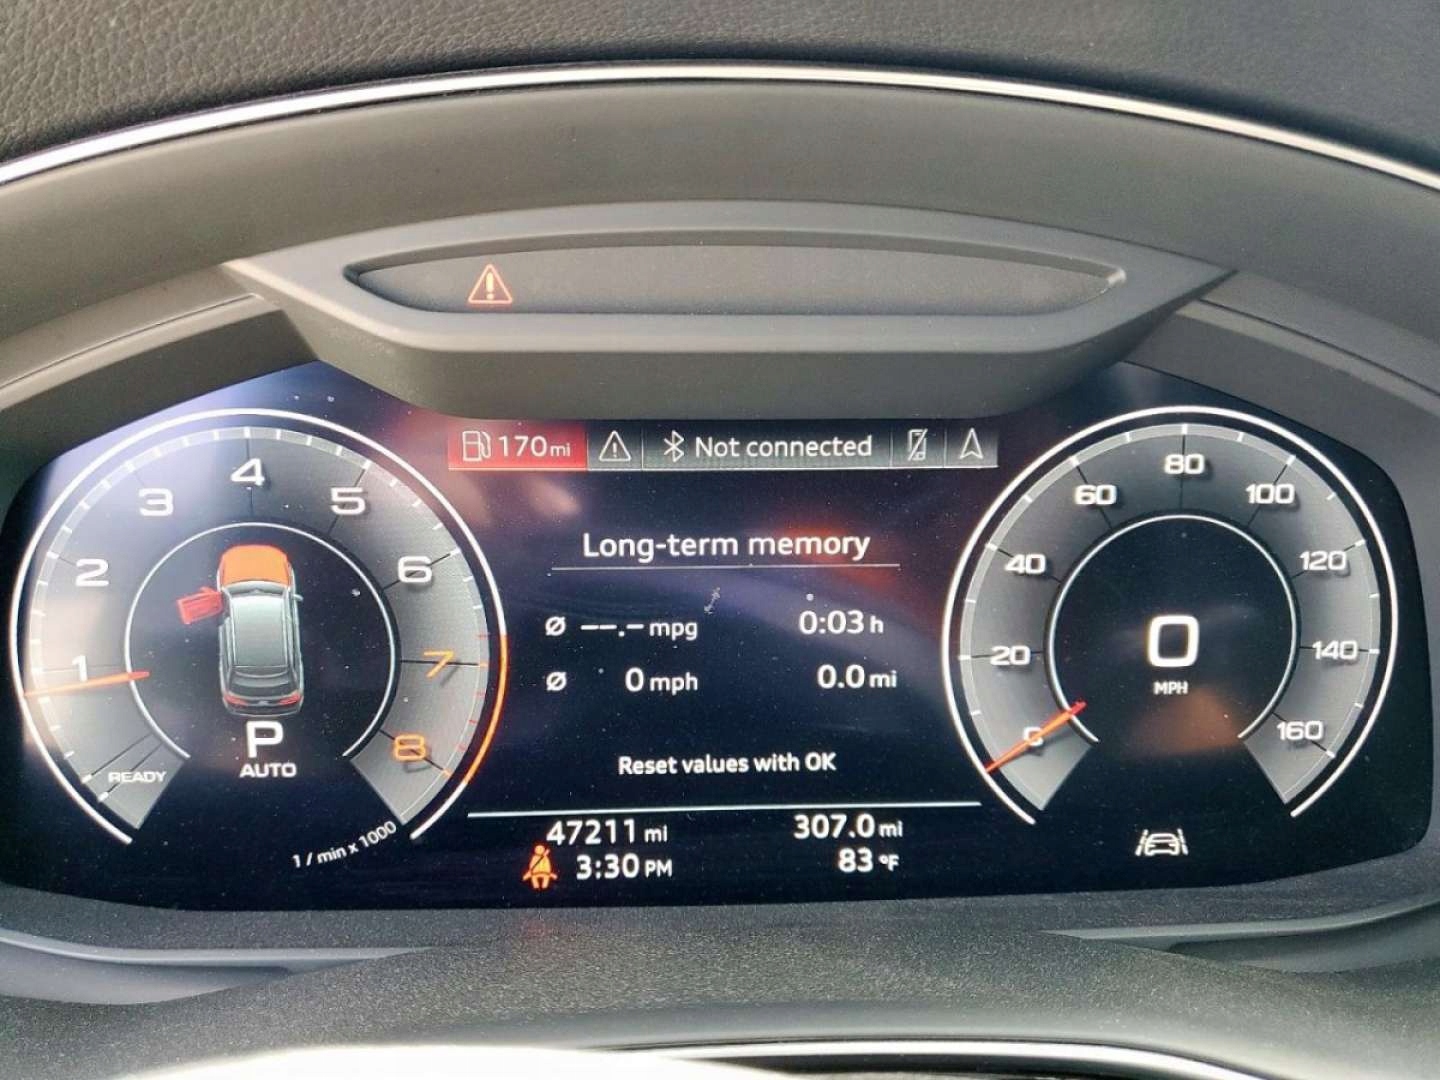 170 mi Not connected
Long-term memory
Ø --.- mpg 0:03 h
Ø 0 mph 0.0 mi
Reset values with OK
47211 mi 307.0 mi
3:30 PM 83 °F
1
2
3
4
5
6
7
8
READY
P
AUTO
1 / min x 1000
0
20
40
60
80
100
120
140
160
0
MPH